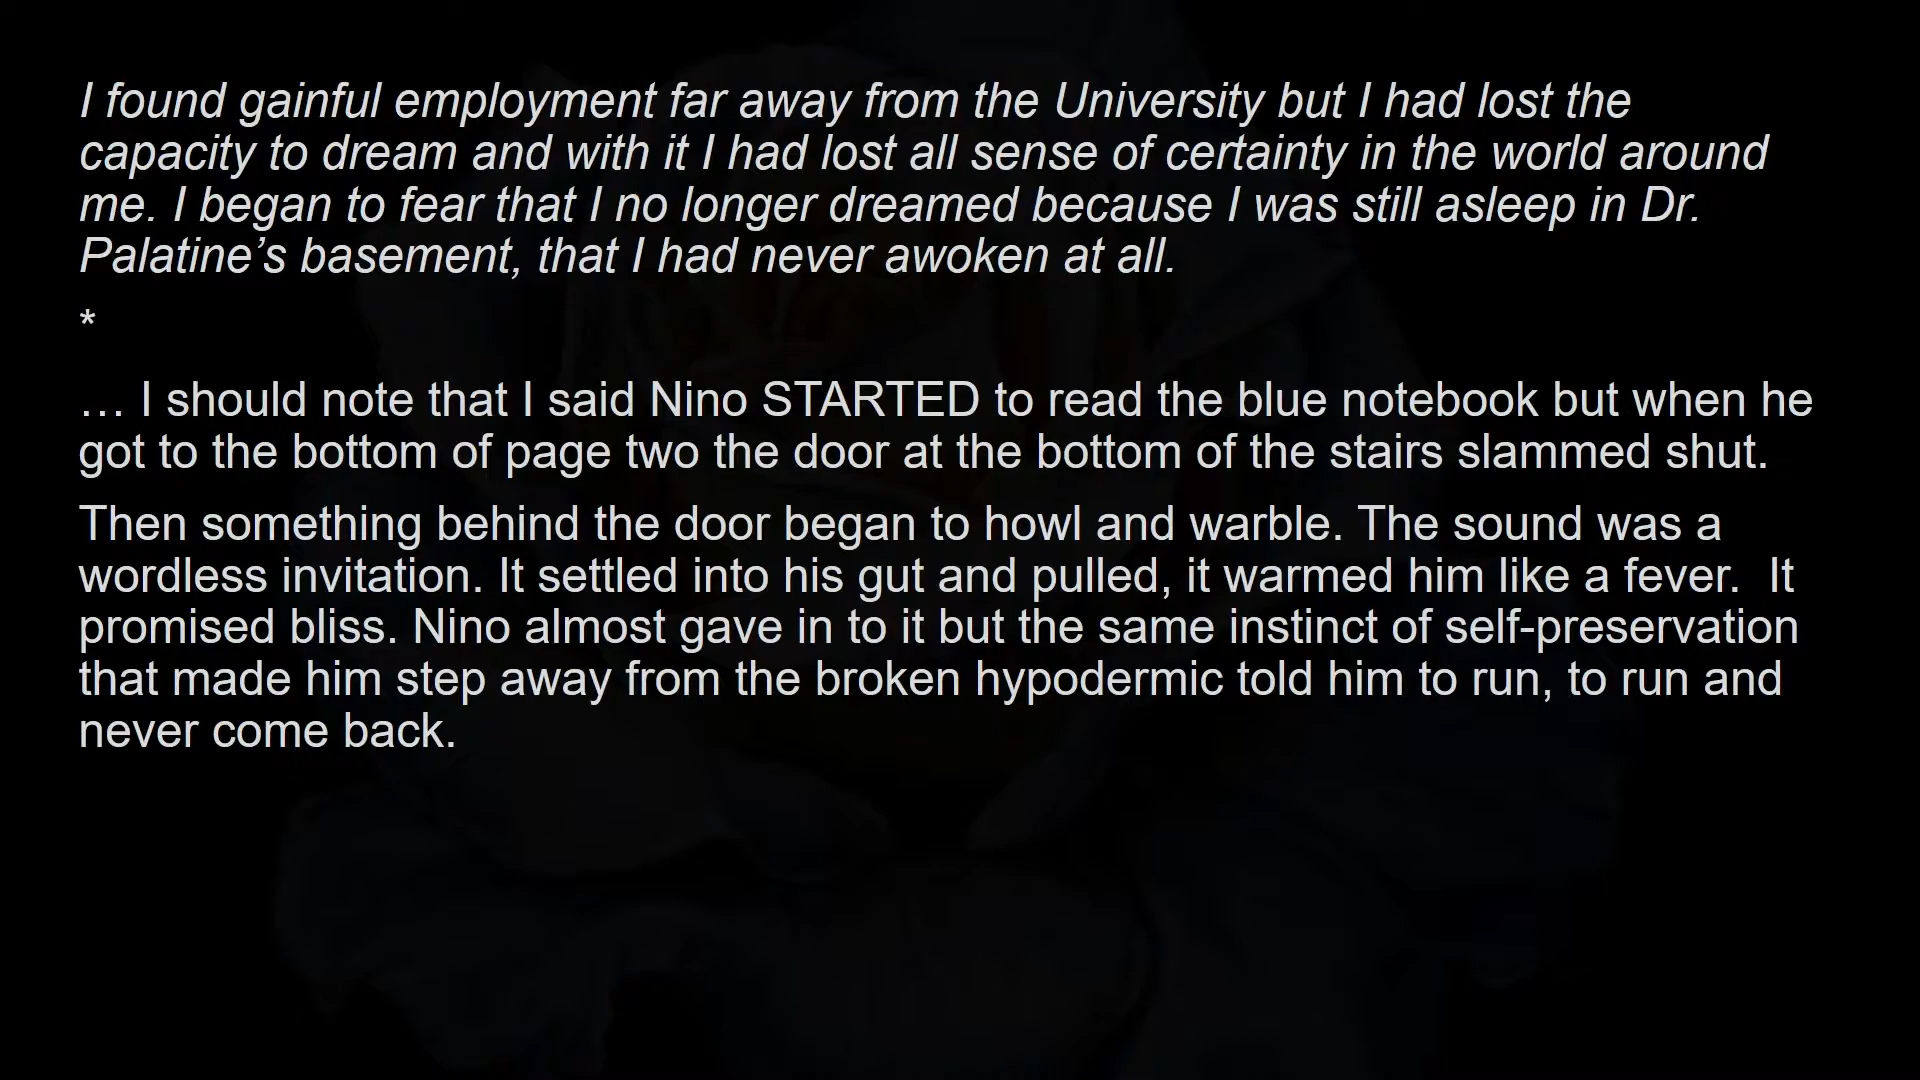 I found gainful employment far away from the University but I had lost the
capacity to dream and with it I had lost all sense of certainty in the world around
me. I began to fear that I no longer dreamed because I was still asleep in Dr.
Palatine’s basement, that I had never awoken at all.
*
… I should note that I said Nino STARTED to read the blue notebook but when he
got to the bottom of page two the door at the bottom of the stairs slammed shut.
Then something behind the door began to howl and warble. The sound was a
wordless invitation. It settled into his gut and pulled, it warmed him like a fever.  It
promised bliss. Nino almost gave in to it but the same instinct of self-preservation
that made him step away from the broken hypodermic told him to run, to run and
never come back.